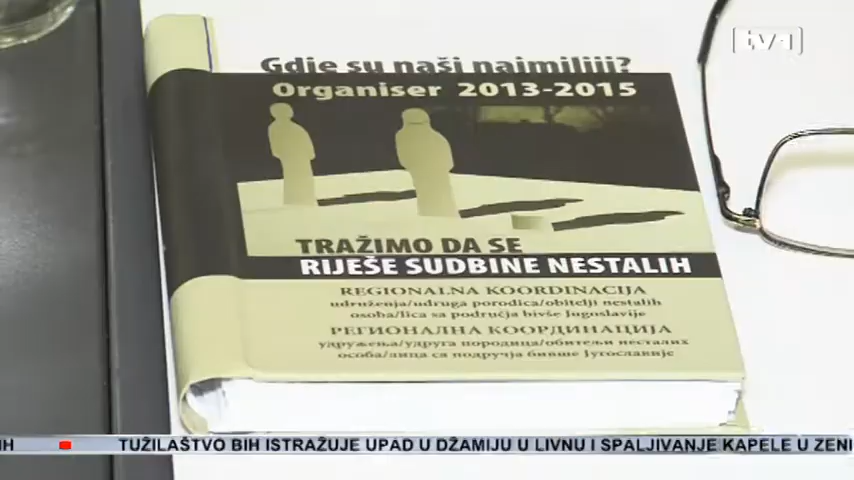 tv1
Gdje su naši najmiliji?
Organiser 2013-2015
TRAŽIMO DA SE
RIJEŠE SUDBINE NESTALIH
REGIONALNA KOORDINACIJA
udruženja/udruga porodica/obitelji nestalih
osoba/lica sa područja bivše Jugoslavije
РЕГИОНАЛНА КООРДИНАЦИЈА
удружења/удруга породица/обитељи несталих
особа/лица са подручја бивше Југославије
IH TUŽILAŠTVO BIH ISTRAŽUJE UPAD U DŽAMIJU U LIVNU I SPALJIVANJE KAPELE U ZENI